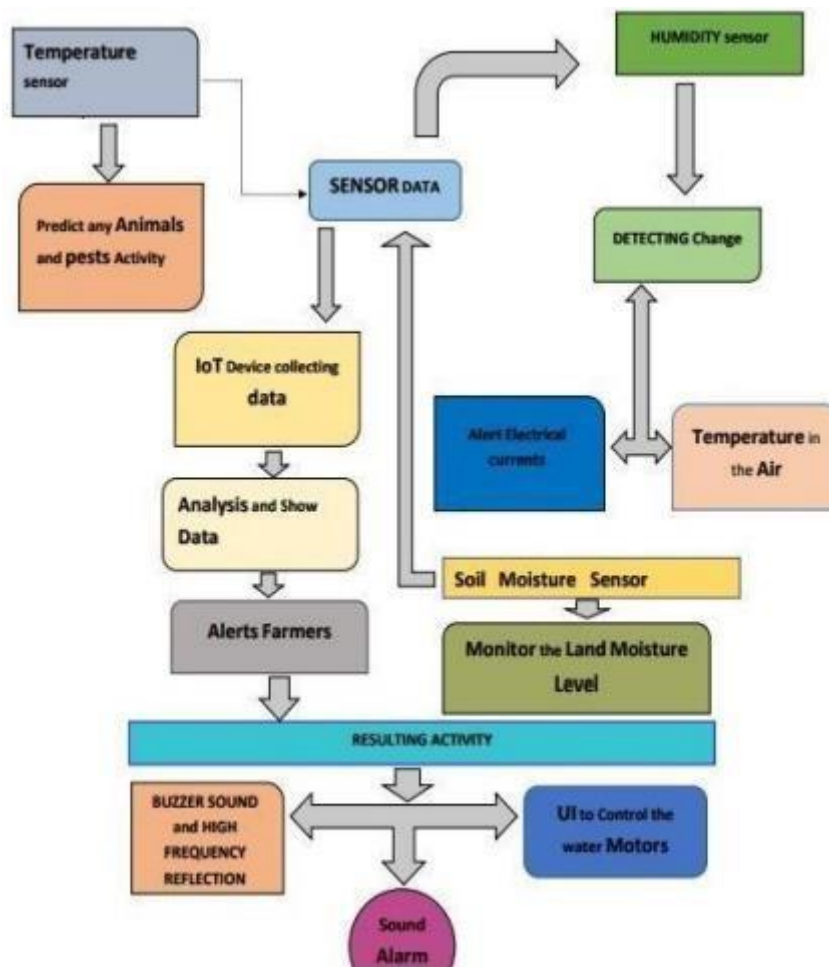 Temperature
sensor
HUMIDITY sensor
SENSOR DATA
Predict any Animals
and pests Activity
DETECTING Change
IoT Device collecting
data
Alert Electrical
currents
Temperature in
the Air
Analysis and Show
Data
Soil Moisture Sensor
Alerts Farmers
Monitor the Land Moisture
Level
RESULTING ACTIVITY
BUZZER SOUND
and HIGH
FREQUENCY
REFLECTION
UI to Control the
water Motors
Sound
Alarm